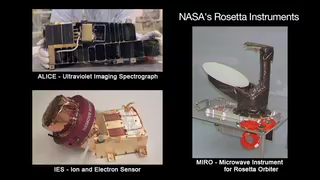 NASA's Rosetta Instruments
ALICE - Ultraviolet Imaging Spectrograph
IES - Ion and Electron Sensor
MIRO - Microwave Instrument
for Rosetta Orbiter